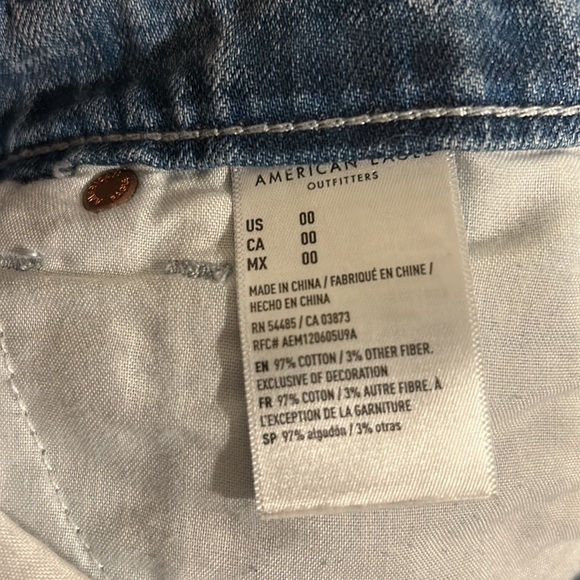 AMERICAN EAGLE
OUTFITTERS
US 00
CA 00
MX 00
MADE IN CHINA / FABRIQUÉ EN CHINE /
HECHO EN CHINA
RN 54485 / CA 03873
RFC# AEM120605U9A
EN 97% COTTON / 3% OTHER FIBER.
EXCLUSIVE OF DECORATION
FR 97% COTON / 3% AUTRE FIBRE. À
L'EXCEPTION DE LA GARNITURE
SP 97% algodón / 3% otras